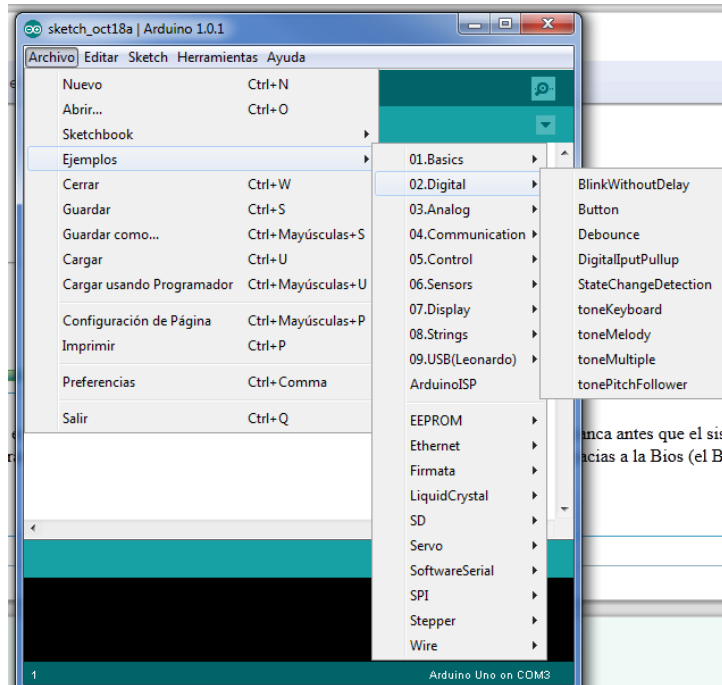 sketch_oct18a | Arduino 1.0.1
Archivo Editar Sketch Herramientas Ayuda
Nuevo Ctrl+N
Abrir... Ctrl+O
Sketchbook
Ejemplos
Cerrar Ctrl+W
Guardar Ctrl+S
Guardar como... Ctrl+Mayúsculas+S
Cargar Ctrl+U
Cargar usando Programador Ctrl+Mayúsculas+U
Configuración de Página Ctrl+Mayúsculas+P
Imprimir Ctrl+P
Preferencias Ctrl+Comma
Salir Ctrl+Q
01.Basics
02.Digital
03.Analog
04.Communication
05.Control
06.Sensors
07.Display
08.Strings
09.USB(Leonardo)
ArduinoISP
EEPROM
Ethernet
Firmata
LiquidCrystal
SD
Servo
SoftwareSerial
SPI
Stepper
Wire
BlinkWithoutDelay
Button
Debounce
DigitalIputPullup
StateChangeDetection
toneKeyboard
toneMelody
toneMultiple
tonePitchFollower
antes que el
a la Bios (el
1 Arduino Uno on COM3